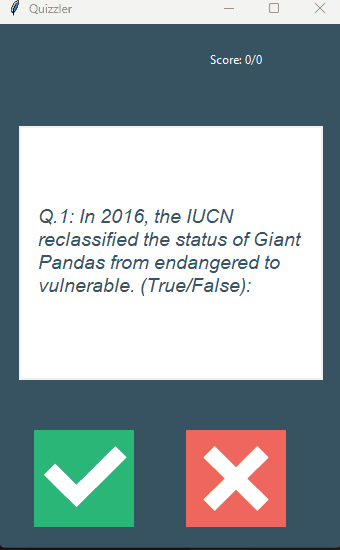 Quizzler
Score: 0/0
Q.1: In 2016, the IUCN
reclassified the status of Giant
Pandas from endangered to
vulnerable. (True/False):